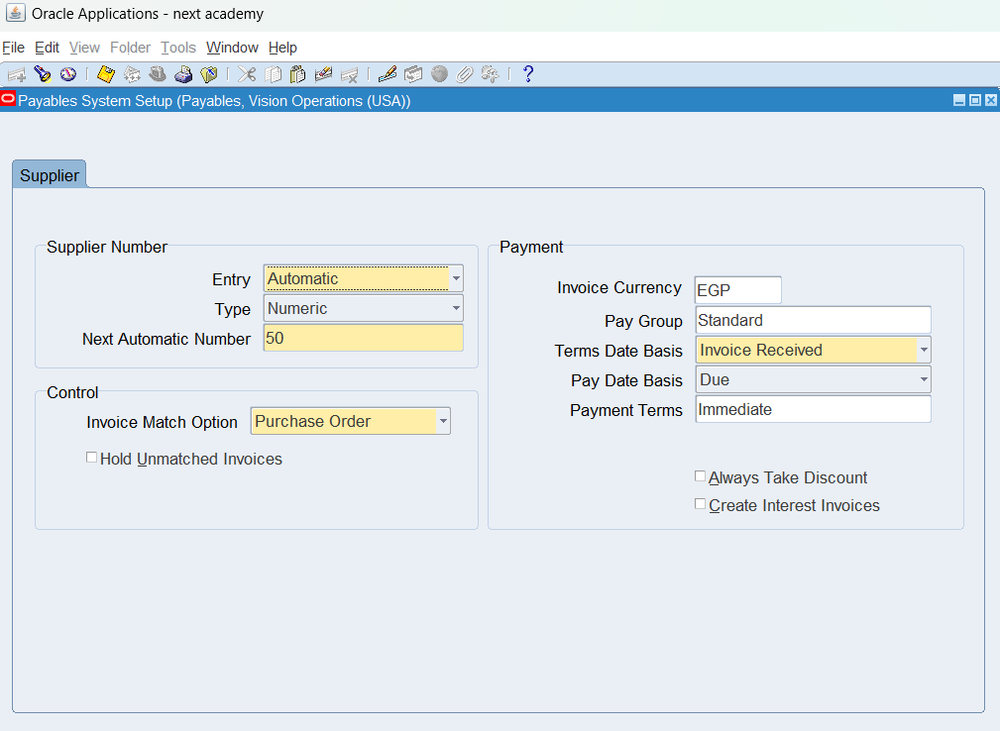 Oracle Applications - next academy
File Edit View Folder Tools Window Help
Payables System Setup (Payables, Vision Operations (USA))
Supplier
Supplier Number
Entry Automatic
Type Numeric
Next Automatic Number 50
Control
Invoice Match Option Purchase Order
Hold Unmatched Invoices
Payment
Invoice Currency EGP
Pay Group Standard
Terms Date Basis Invoice Received
Pay Date Basis Due
Payment Terms Immediate
Always Take Discount
Create Interest Invoices